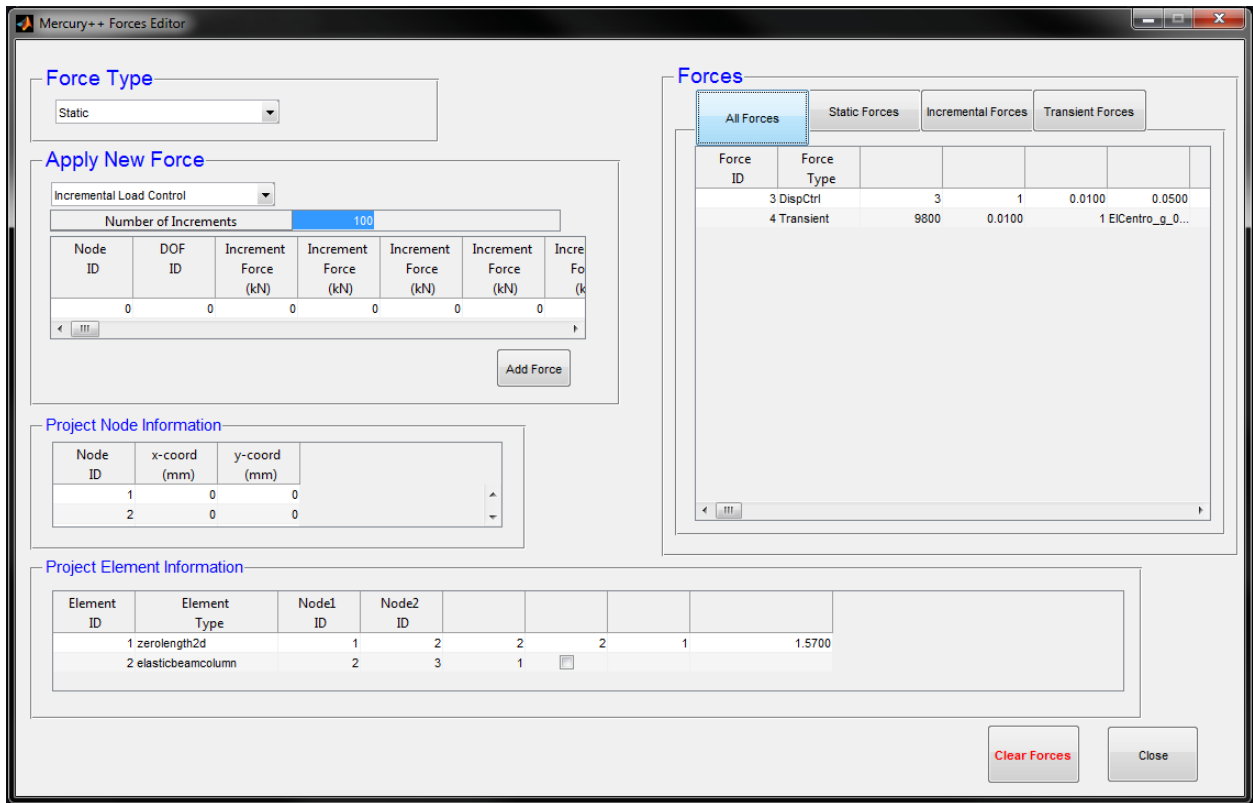 Mercury++ Forces Editor
Force Type
Static
Apply New Force
Incremental Load Control
Number of Increments 100
Node DOF Increment Increment Increment Increment Incre
ID ID Force Force Force Force Fo
(kN) (kN) (kN) (kN) (k
0 0 0 0 0 0
Add Force
Project Node Information
Node x-coord y-coord
ID (mm) (mm)
1 0 0
2 0 0
Forces
All Forces Static Forces Incremental Forces Transient Forces
Force Force
ID Type
3 DispCtrl 3 1 0.0100 0.0500
4 Transient 9800 0.0100 1 ElCentro_g_0...
Project Element Information
Element Element Node1 Node2
ID Type ID ID
1 zerolength2d 1 2 2 2 1 1.5700
2 elasticbeamcolumn 2 3 1
Clear Forces Close